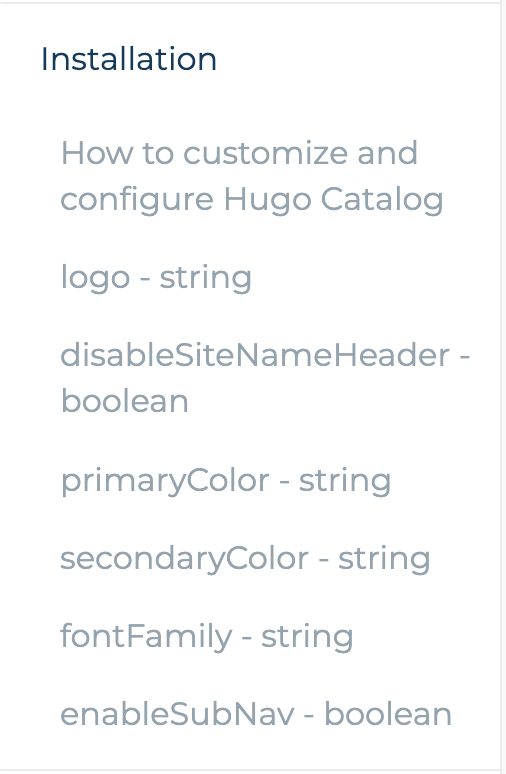 Installation
How to customize and
configure Hugo Catalog
logo - string
disableSiteNameHeader -
boolean
primaryColor - string
secondaryColor - string
fontFamily - string
enableSubNav - boolean